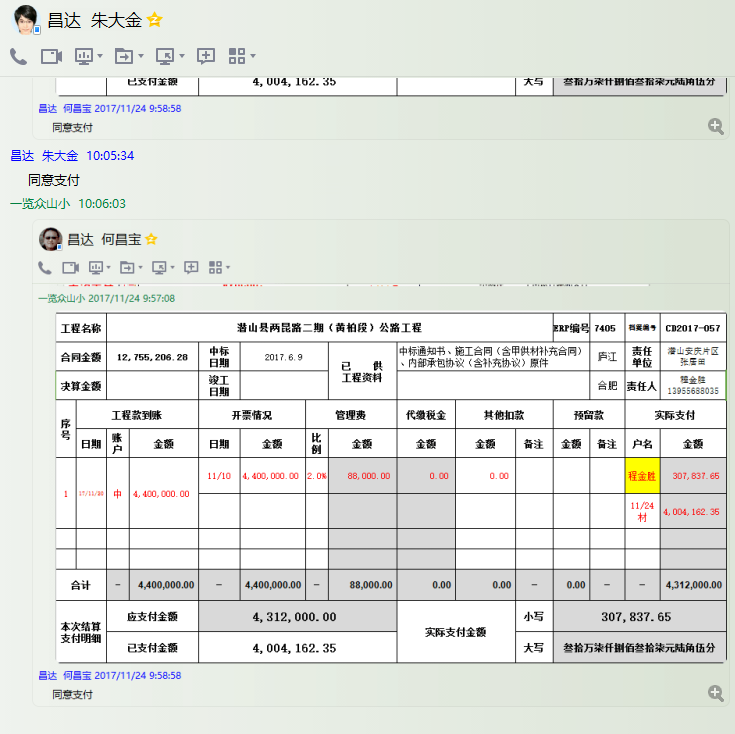 昌达 朱大金
已支付金额 4,004,162.35 大写 叁拾万柒仟捌佰叁拾柒元陆角伍分
昌达 何昌宝 2017/11/24 9:58:58
同意支付
昌达 朱大金 10:05:34
同意支付
一览众山小 10:06:03
昌达 何昌宝
一览众山小 2017/11/24 9:57:08
工程名称 潜山县两昆路二期（黄柏段）公路工程 ERP编号 7405 档案编号 CD2017-057
合同金额 12,755,206.28 中标日期 2017.6.9 已 供工程资料 中标通知书、施工合同（含甲供材补充合同）、内部承包协议（含补充协议）原件 庐江 责任单位 潜山安庆片区
决算金额 竣工日期 合肥 责任人 程金胜 13955688035
序号 工程款到账 开票情况 管理费 代缴税金 其他扣款 预留款 实际支付
日期 账户 金额 日期 金额 比例 金额 金额 金额 备注 金额 备注 户名 金额
1 17/11/20 中 4,400,000.00 11/10 4,400,000.00 2.0% 88,000.00 0.00 0.00 程金胜 307,837.65
11/24 材 4,004,162.35
合计 - 4,400,000.00 - 4,400,000.00 - 88,000.00 0.00 0.00 - 0.00 - - 4,312,000.00
本次结算支付明细 应支付金额 4,312,000.00 实际支付金额 小写 307,837.65
已支付金额 4,004,162.35 大写 叁拾万柒仟捌佰叁拾柒元陆角伍分
昌达 何昌宝 2017/11/24 9:58:58
同意支付